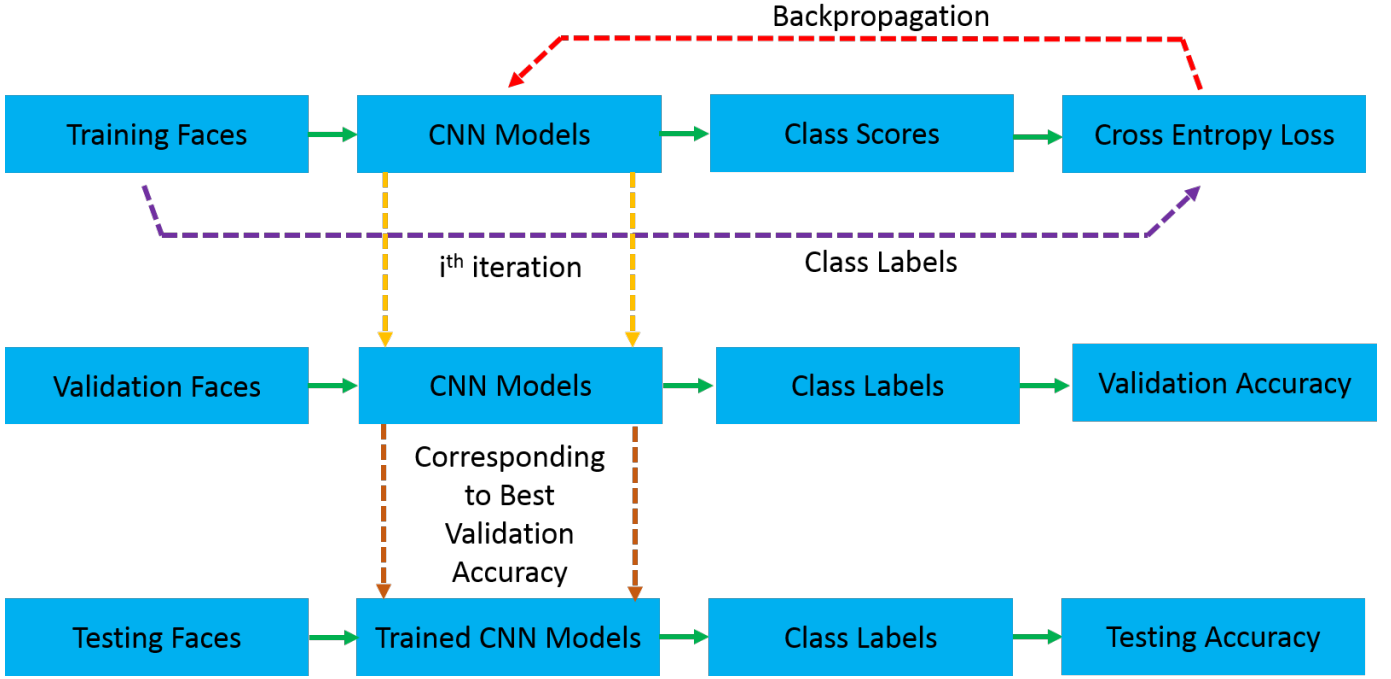 Backpropagation
Training Faces
CNN Models
Class Scores
Cross Entropy Loss
iᵗʰ iteration
Class Labels
Validation Faces
CNN Models
Class Labels
Validation Accuracy
Corresponding
to Best
Validation
Accuracy
Testing Faces
Trained CNN Models
Class Labels
Testing Accuracy